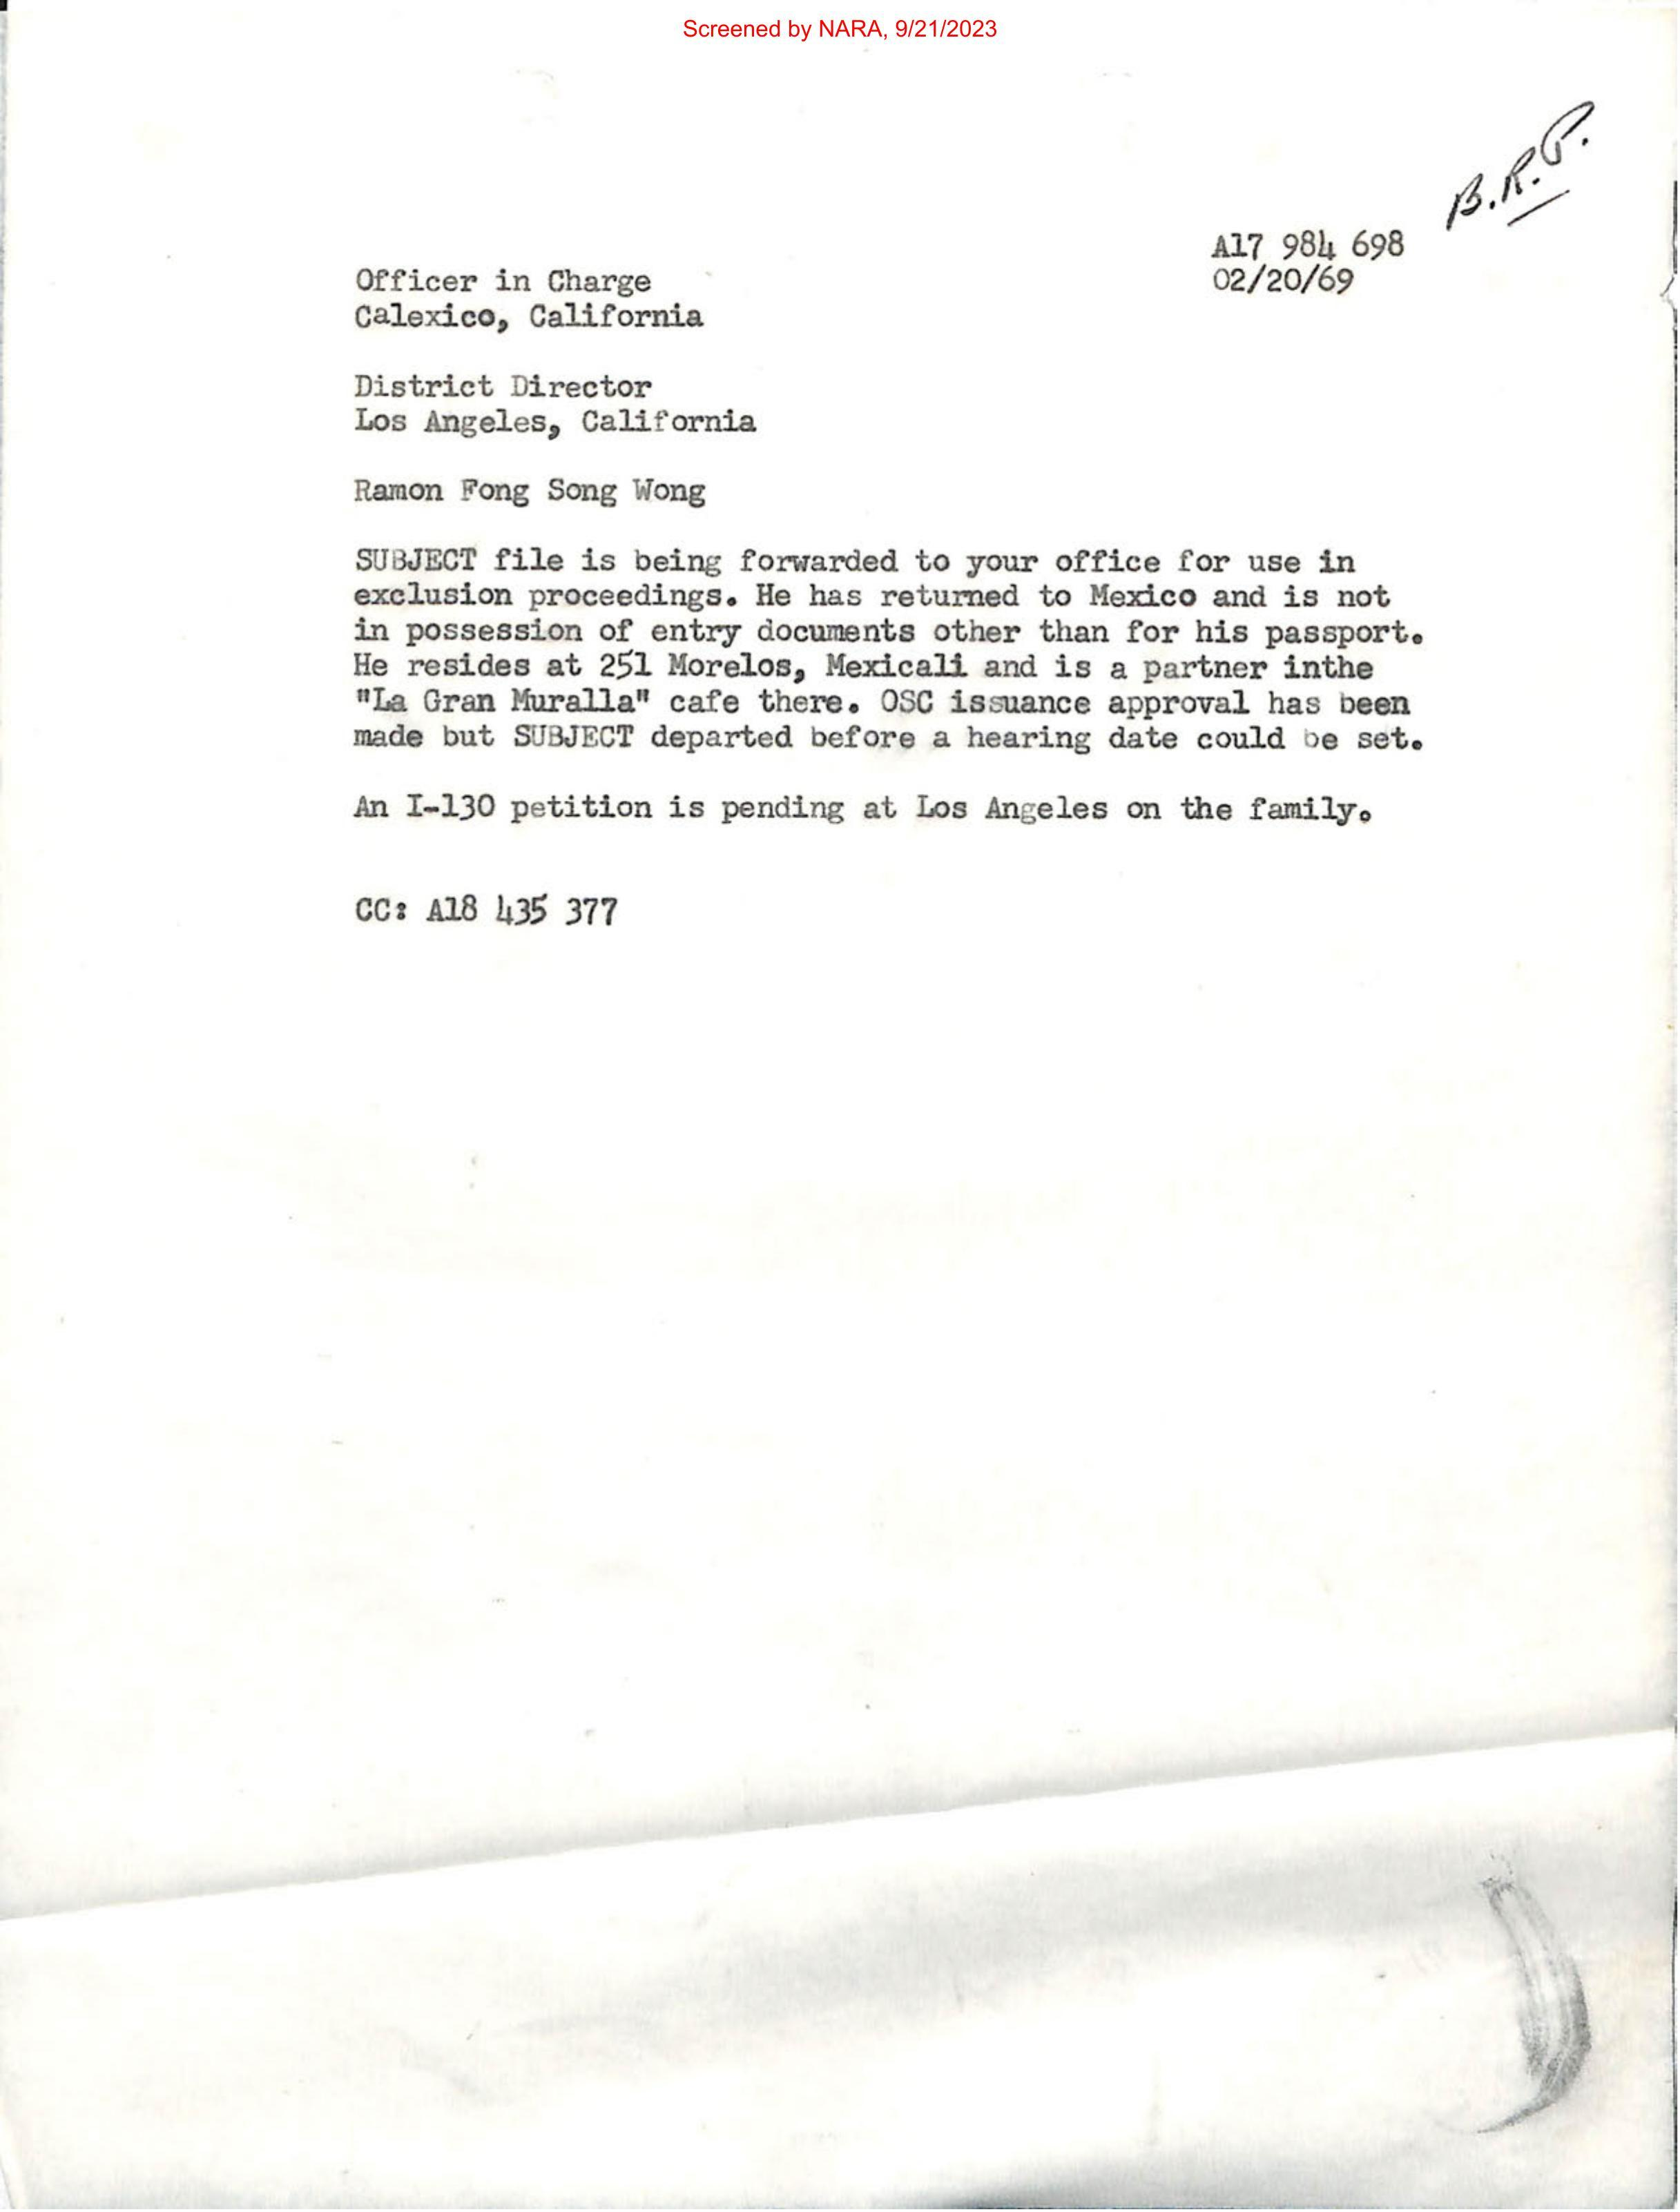 Screened by NARA, 9/21/2023
B.R.P.
A17 984 698
02/20/69
Officer in Charge
Calexico, California
District Director
Los Angeles, California
Ramon Fong Song Wong
SUBJECT file is being forwarded to your office for use in
exclusion proceedings. He has returned to Mexico and is not
in possession of entry documents other than for his passport.
He resides at 251 Morelos, Mexicali and is a partner inthe
"La Gran Muralla" cafe there. OSC issuance approval has been
made but SUBJECT departed before a hearing date could be set.
An I-130 petition is pending at Los Angeles on the family.
CC: A18 435 377